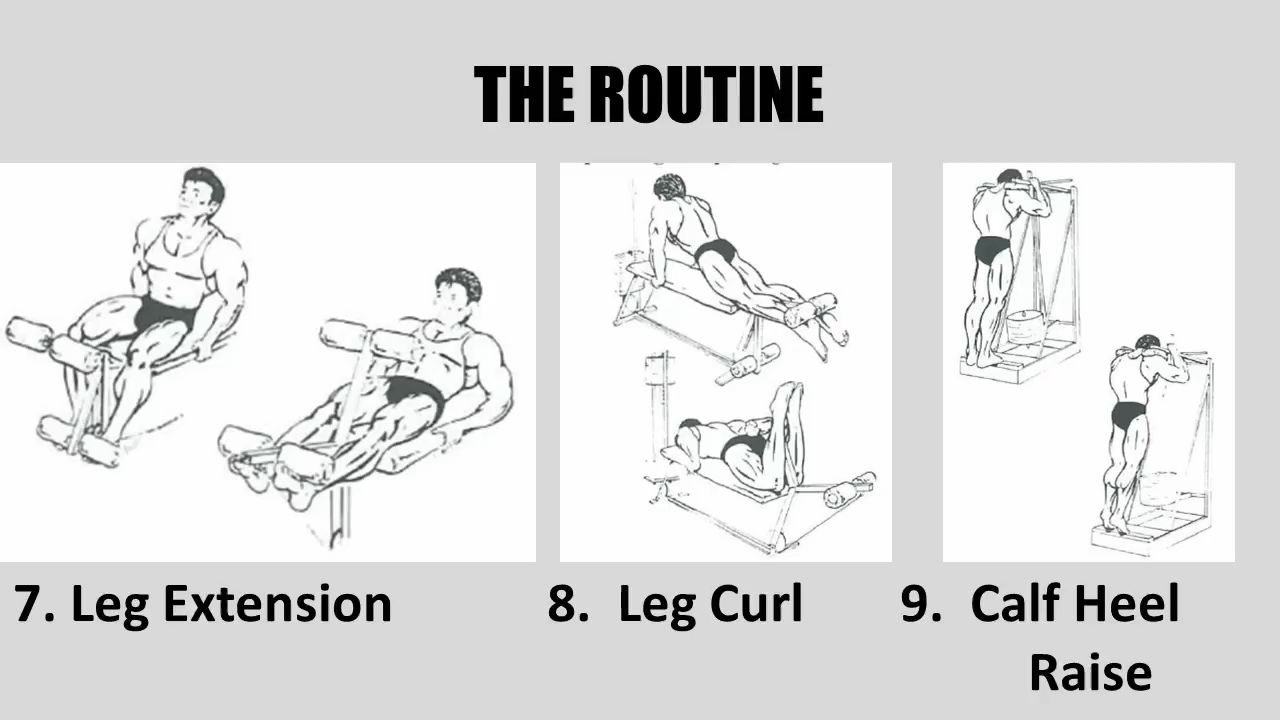 THE ROUTINE
7. Leg Extension
8. Leg Curl
9. Calf Heel
Raise